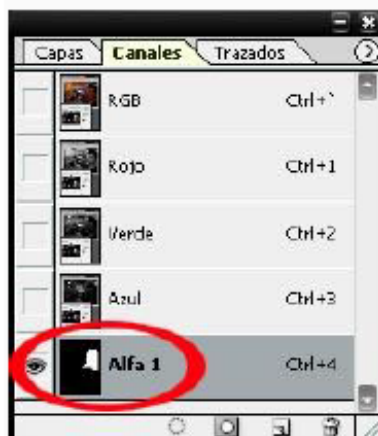 Capas Canales Trazados
RGB Ctrl+`
Rojo Ctrl+1
Verde Ctrl+2
Azul Ctrl+3
Alfa 1 Ctrl+4